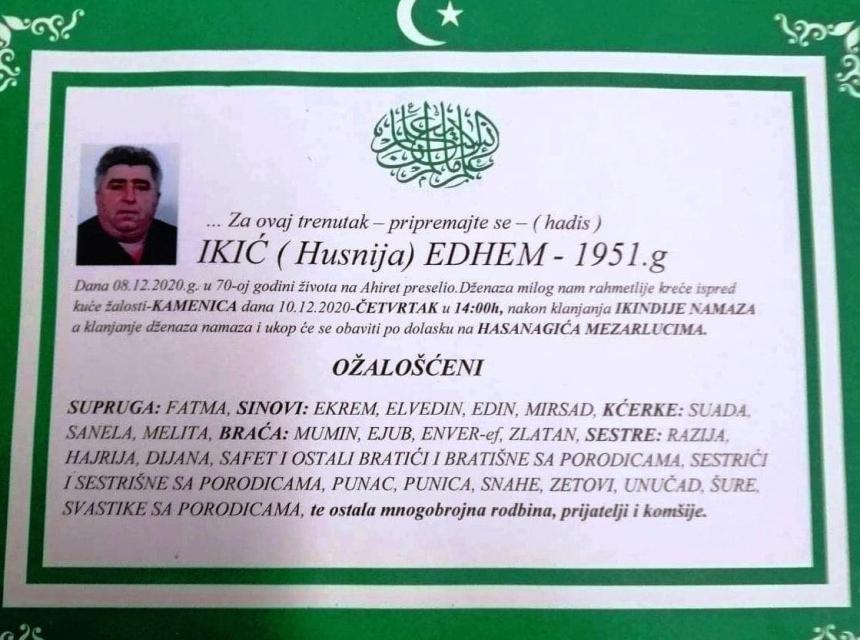 ... Za ovaj trenutak – pripremajte se – ( hadis )
IKIĆ ( Husnija) EDHEM - 1951.g
Dana 08.12.2020.g. u 70-oj godini života na Ahiret preselio.Dženaza milog nam rahmetlije kreće ispred
kuće žalosti-KAMENICA dana 10.12.2020-ČETVRTAK u 14:00h, nakon klanjanja IKINDIJE NAMAZA
a klanjanje dženaza namaza i ukop će se obaviti po dolasku na HASANAGIĆA MEZARLUCIMA.
OŽALOŠĆENI
SUPRUGA: FATMA, SINOVI: EKREM, ELVEDIN, EDIN, MIRSAD, KĆERKE: SUADA,
SANELA, MELITA, BRAĆA: MUMIN, EJUB, ENVER-ef, ZLATAN, SESTRE: RAZIJA,
HAJRIJA, DIJANA, SAFET I OSTALI BRATIĆI I BRATIŠNE SA PORODICAMA, SESTRIĆI
I SESTRIŠNE SA PORODICAMA, PUNAC, PUNICA, SNAHE, ZETOVI, UNUČAD, ŠURE,
SVASTIKE SA PORODICAMA, te ostala mnogobrojna rodbina, prijatelji i komšije.